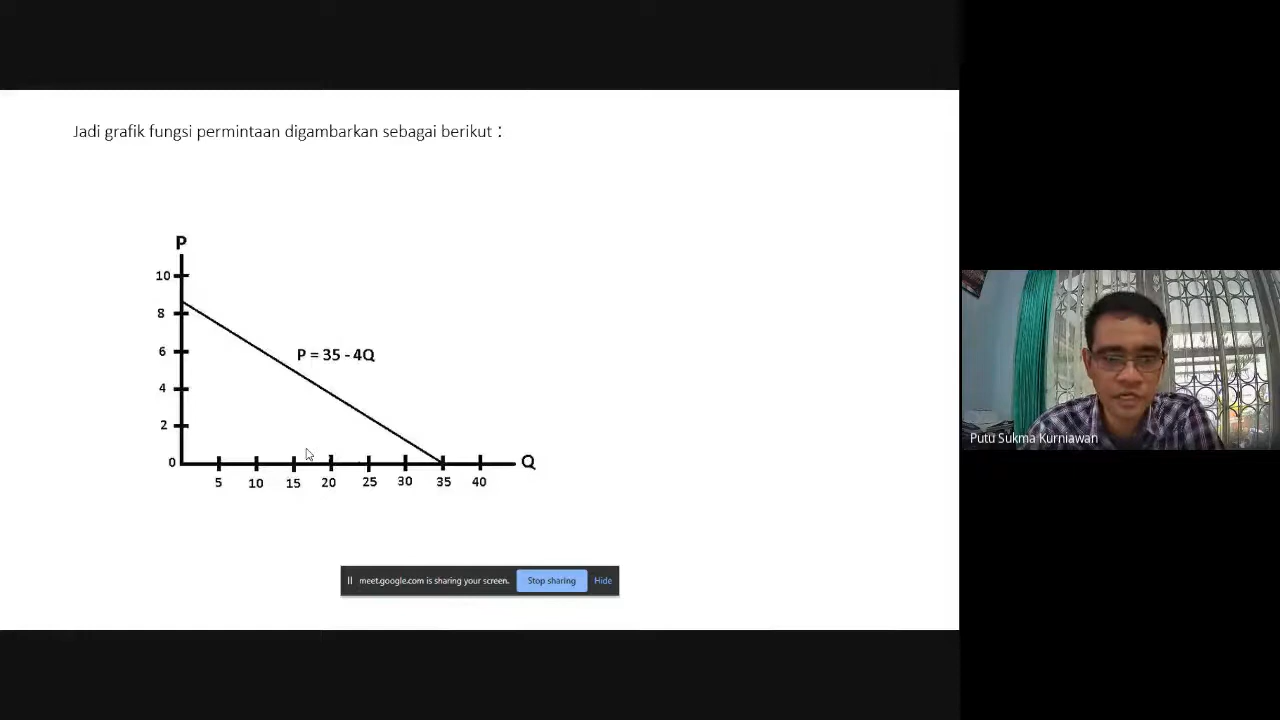 Jadi grafik fungsi permintaan digambarkan sebagai berikut :
P
10
8
6
4
2
0
P = 35 - 4Q
Q
5 10 15 20 25 30 35 40
meet.google.com is sharing your screen. Stop sharing Hide
Putu Sukma Kurniawan